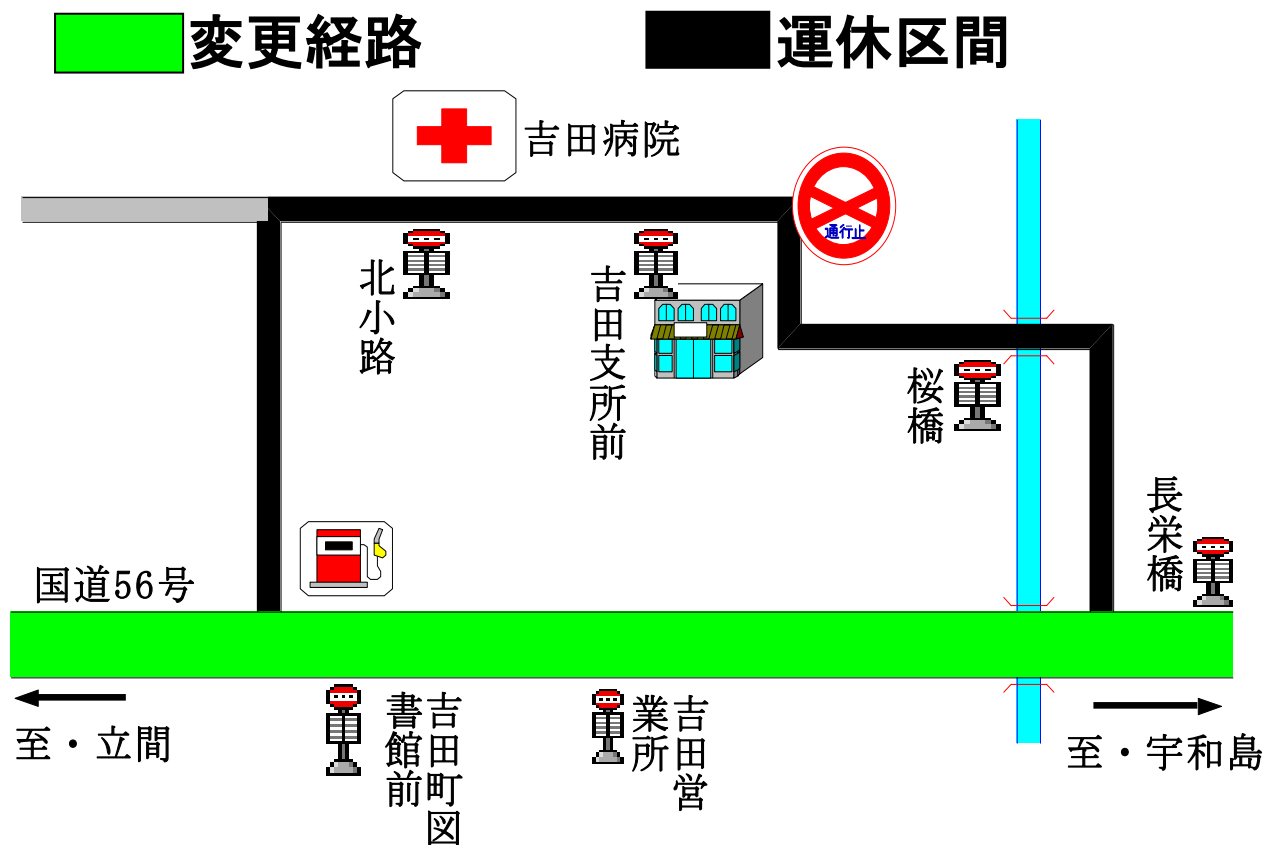 変更経路
運休区間
吉田病院
通行止
北小路
吉田支所前
桜橋
長栄橋
国道56号
至・立間
吉田町図
書館前
吉田営
業所
至・宇和島